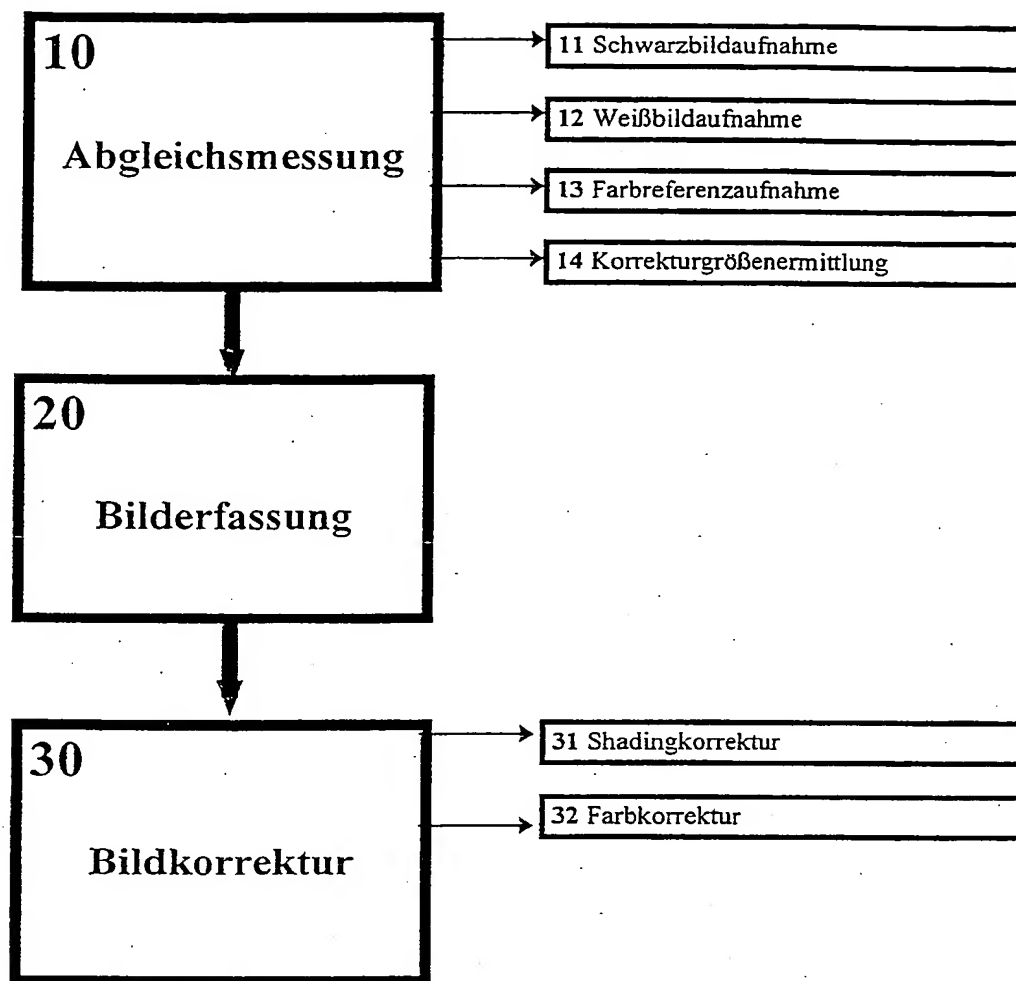 10
Abgleichsmessung
11 Schwarzbildaufnahme
12 Weißbildaufnahme
13 Farbreferenzaufnahme
14 Korrekturgrößenermittlung
20
Bilderfassung
30
Bildkorrektur
31 Shadingkorrektur
32 Farbkorrektur